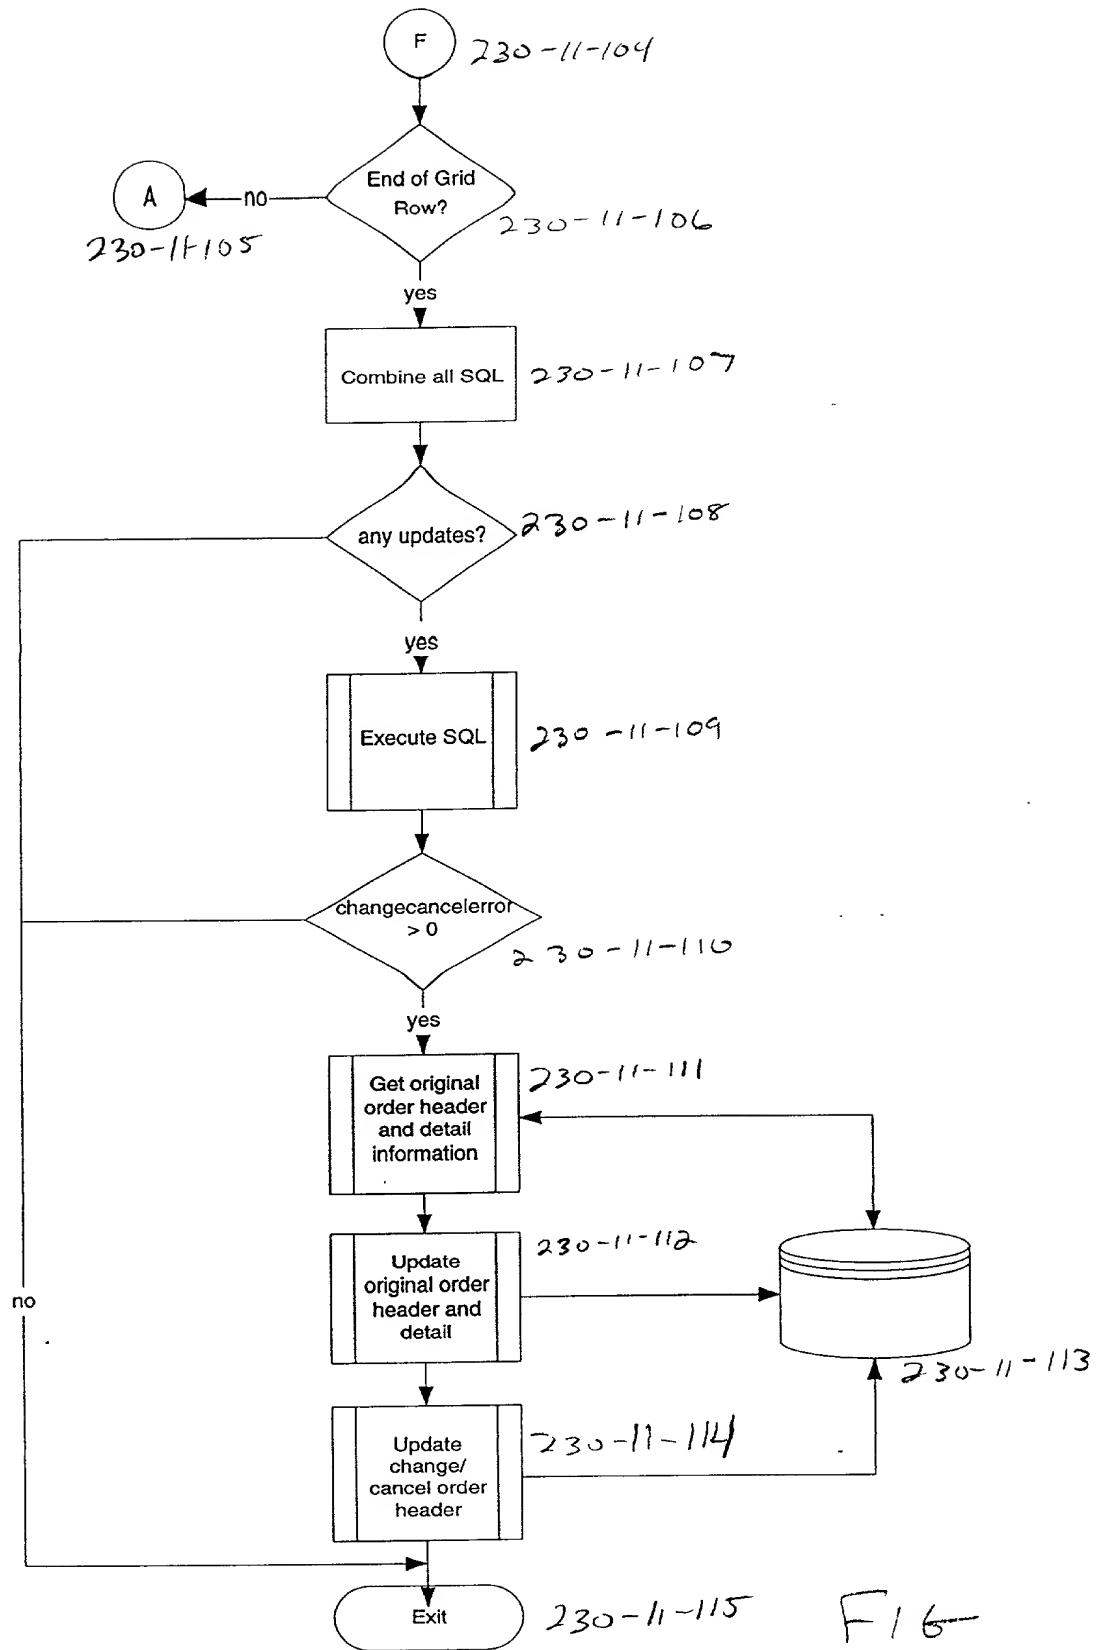 F
230-11-104
End of Grid
Row?
230-11-106
A
no
230-11-105
yes
Combine all SQL
230-11-107
any updates?
230-11-108
yes
Execute SQL
230-11-109
changecancelerror
> 0
230-11-110
yes
Get original
order header
and detail
information
230-11-111
Update
original order
header and
detail
230-11-112
no
230-11-113
Update
change/
cancel order
header
230-11-114
Exit
230-11-115
FIG